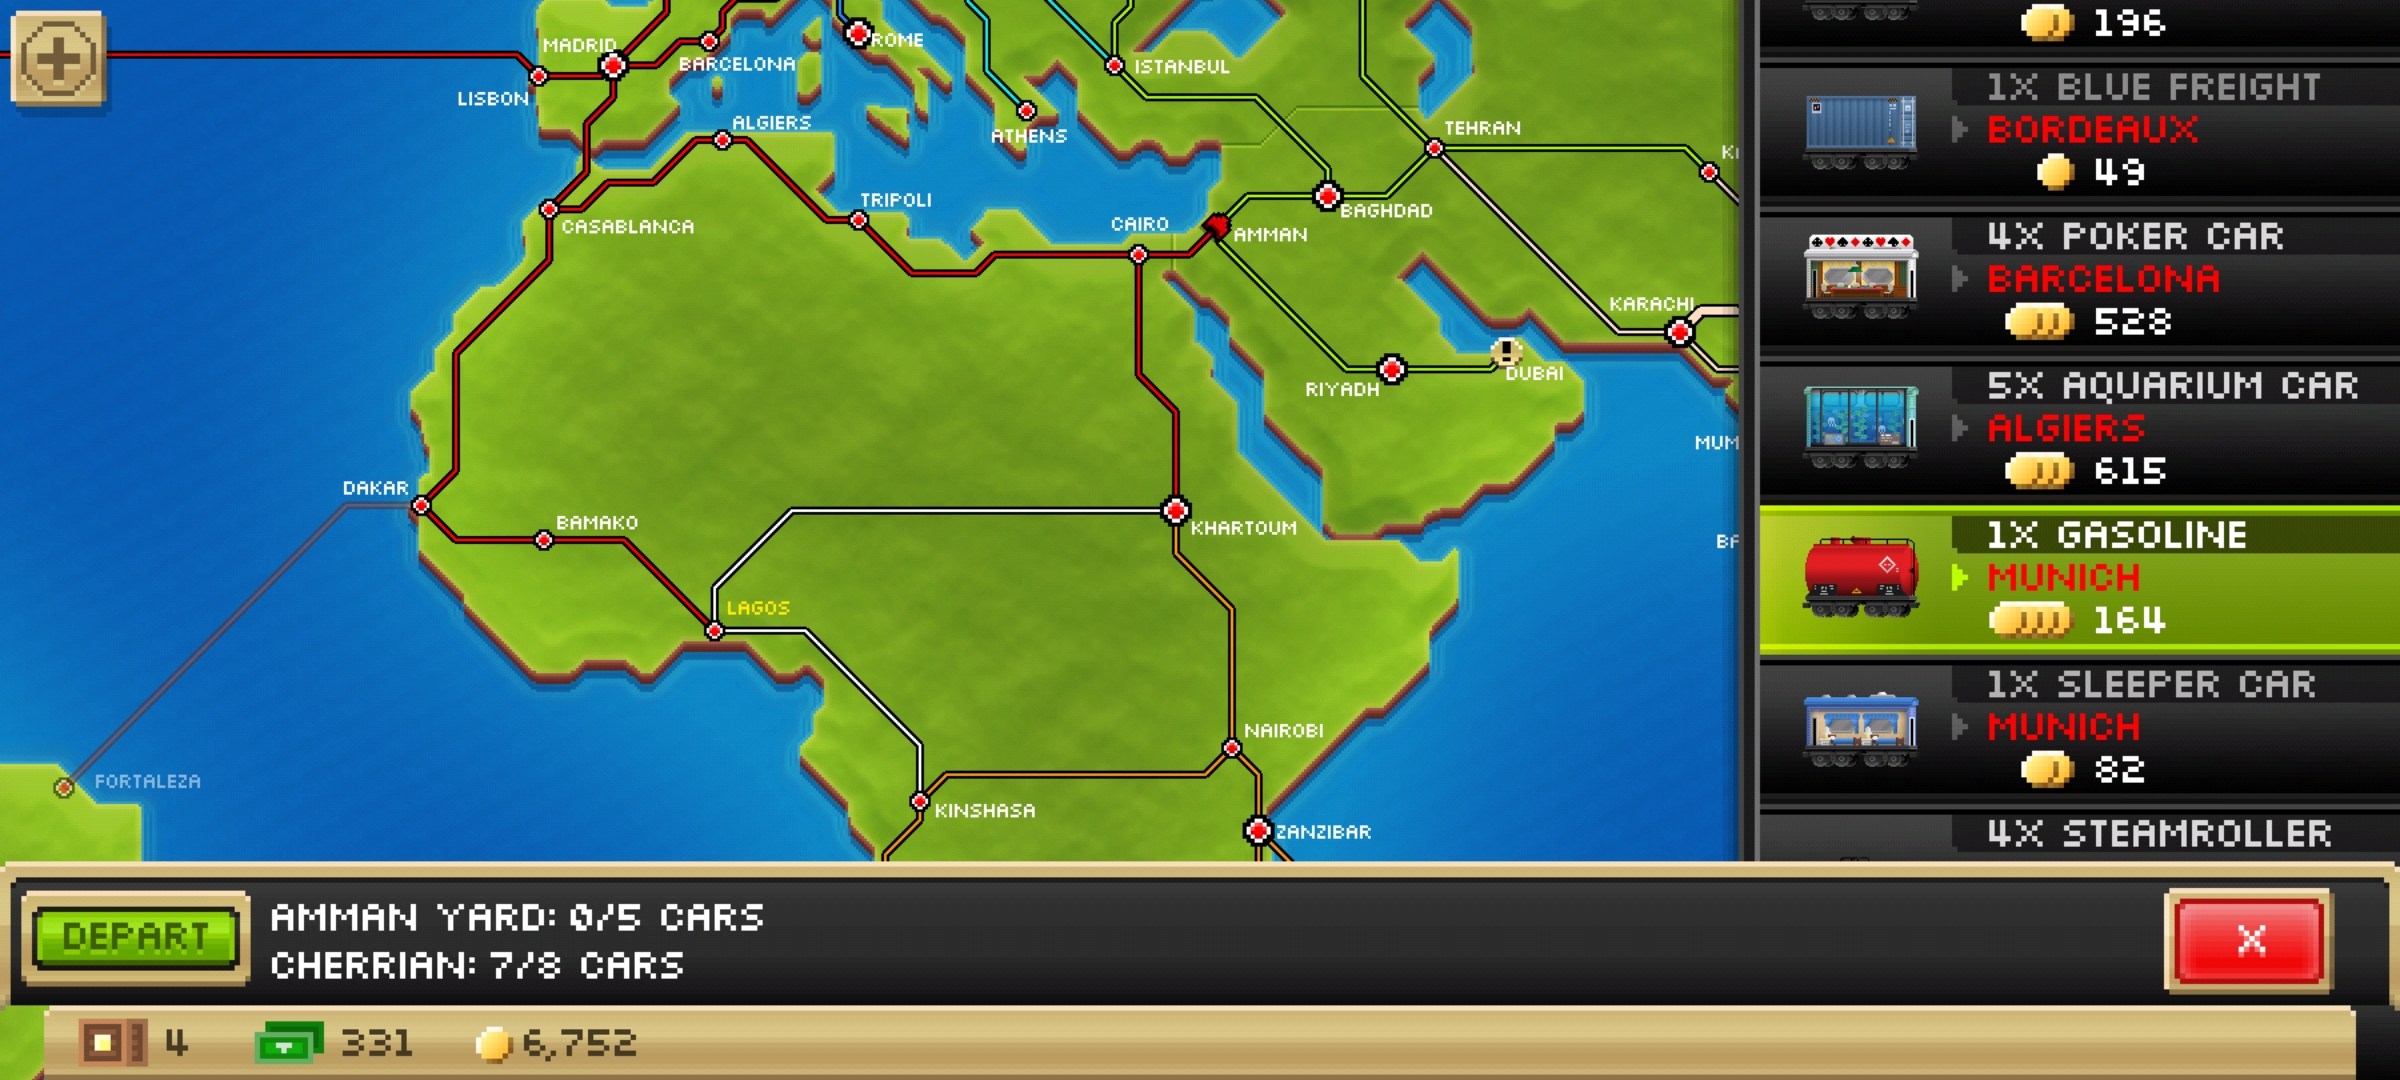 MADRID
BARCELONA
LISBON
ROME
ISTANBUL
ALGIERS
ATHENS
TEHRAN
CASABLANCA
TRIPOLI
CAIRO
AMMAN
BAGHDAD
KARACHI
RIYADH
DUBAI
MUM
DAKAR
BAMAKO
KHARTOUM
LAGOS
NAIROBI
FORTALEZA
KINSHASA
ZANZIBAR
196
1X BLUE FREIGHT
BORDEAUX
49
4X POKER CAR
BARCELONA
528
5X AQUARIUM CAR
ALGIERS
615
1X GASOLINE
MUNICH
164
1X SLEEPER CAR
MUNICH
82
4X STEAMROLLER
DEPART
AMMAN YARD: 0/5 CARS
CHERRIAN: 7/8 CARS
X
4
331
6,752